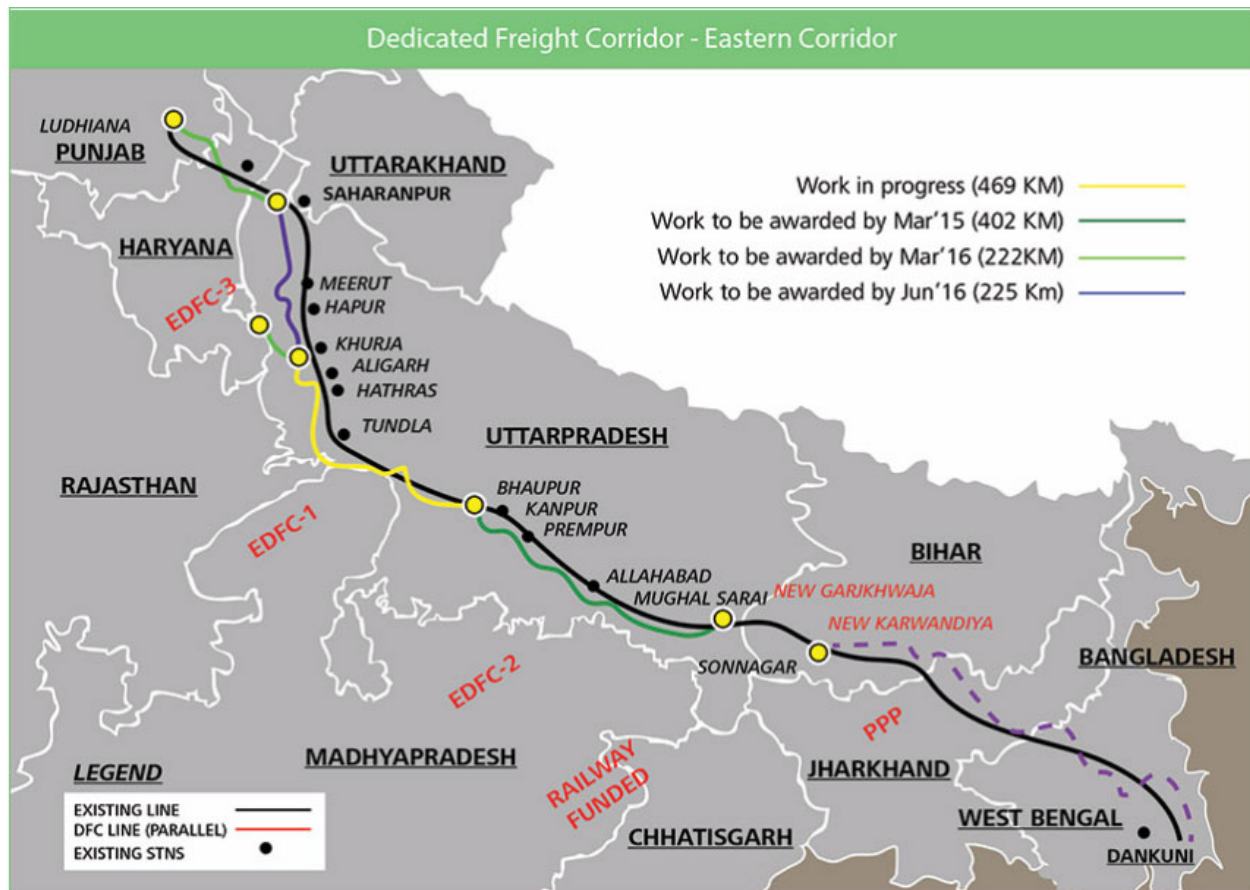 Dedicated Freight Corridor - Eastern Corridor
LUDHIANA
PUNJAB
UTTARAKHAND
SAHARANPUR
Work in progress (469 KM)
Work to be awarded by Mar'15 (402 KM)
Work to be awarded by Mar'16 (222KM)
Work to be awarded by Jun'16 (225 Km)
HARYANA
EDFC-3
MEERUT
HAPUR
KHURJA
ALIGARH
HATHRAS
TUNDLA
UTTARPRADESH
RAJASTHAN
EDFC-1
BHAUPUR
KANPUR
PREMPUR
BIHAR
ALLAHABAD
MUGHAL SARAI
NEW GARIKHWAJA
NEW KARWANDIYA
BANGLADESH
SONNAGAR
EDFC-2
PPP
MADHYAPRADESH
RAILWAY
FUNDED
JHARKHAND
WEST BENGAL
CHHATISGARH
DANKUNI
LEGEND
EXISTING LINE
DFC LINE (PARALLEL)
EXISTING STNS